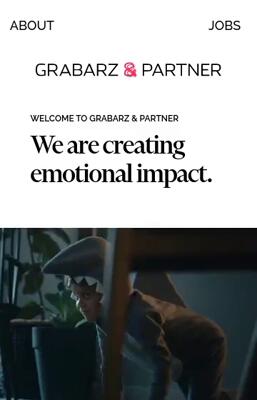 ABOUT JOBS
GRABARZ & PARTNER
WELCOME TO GRABARZ & PARTNER
We are creating
emotional impact.